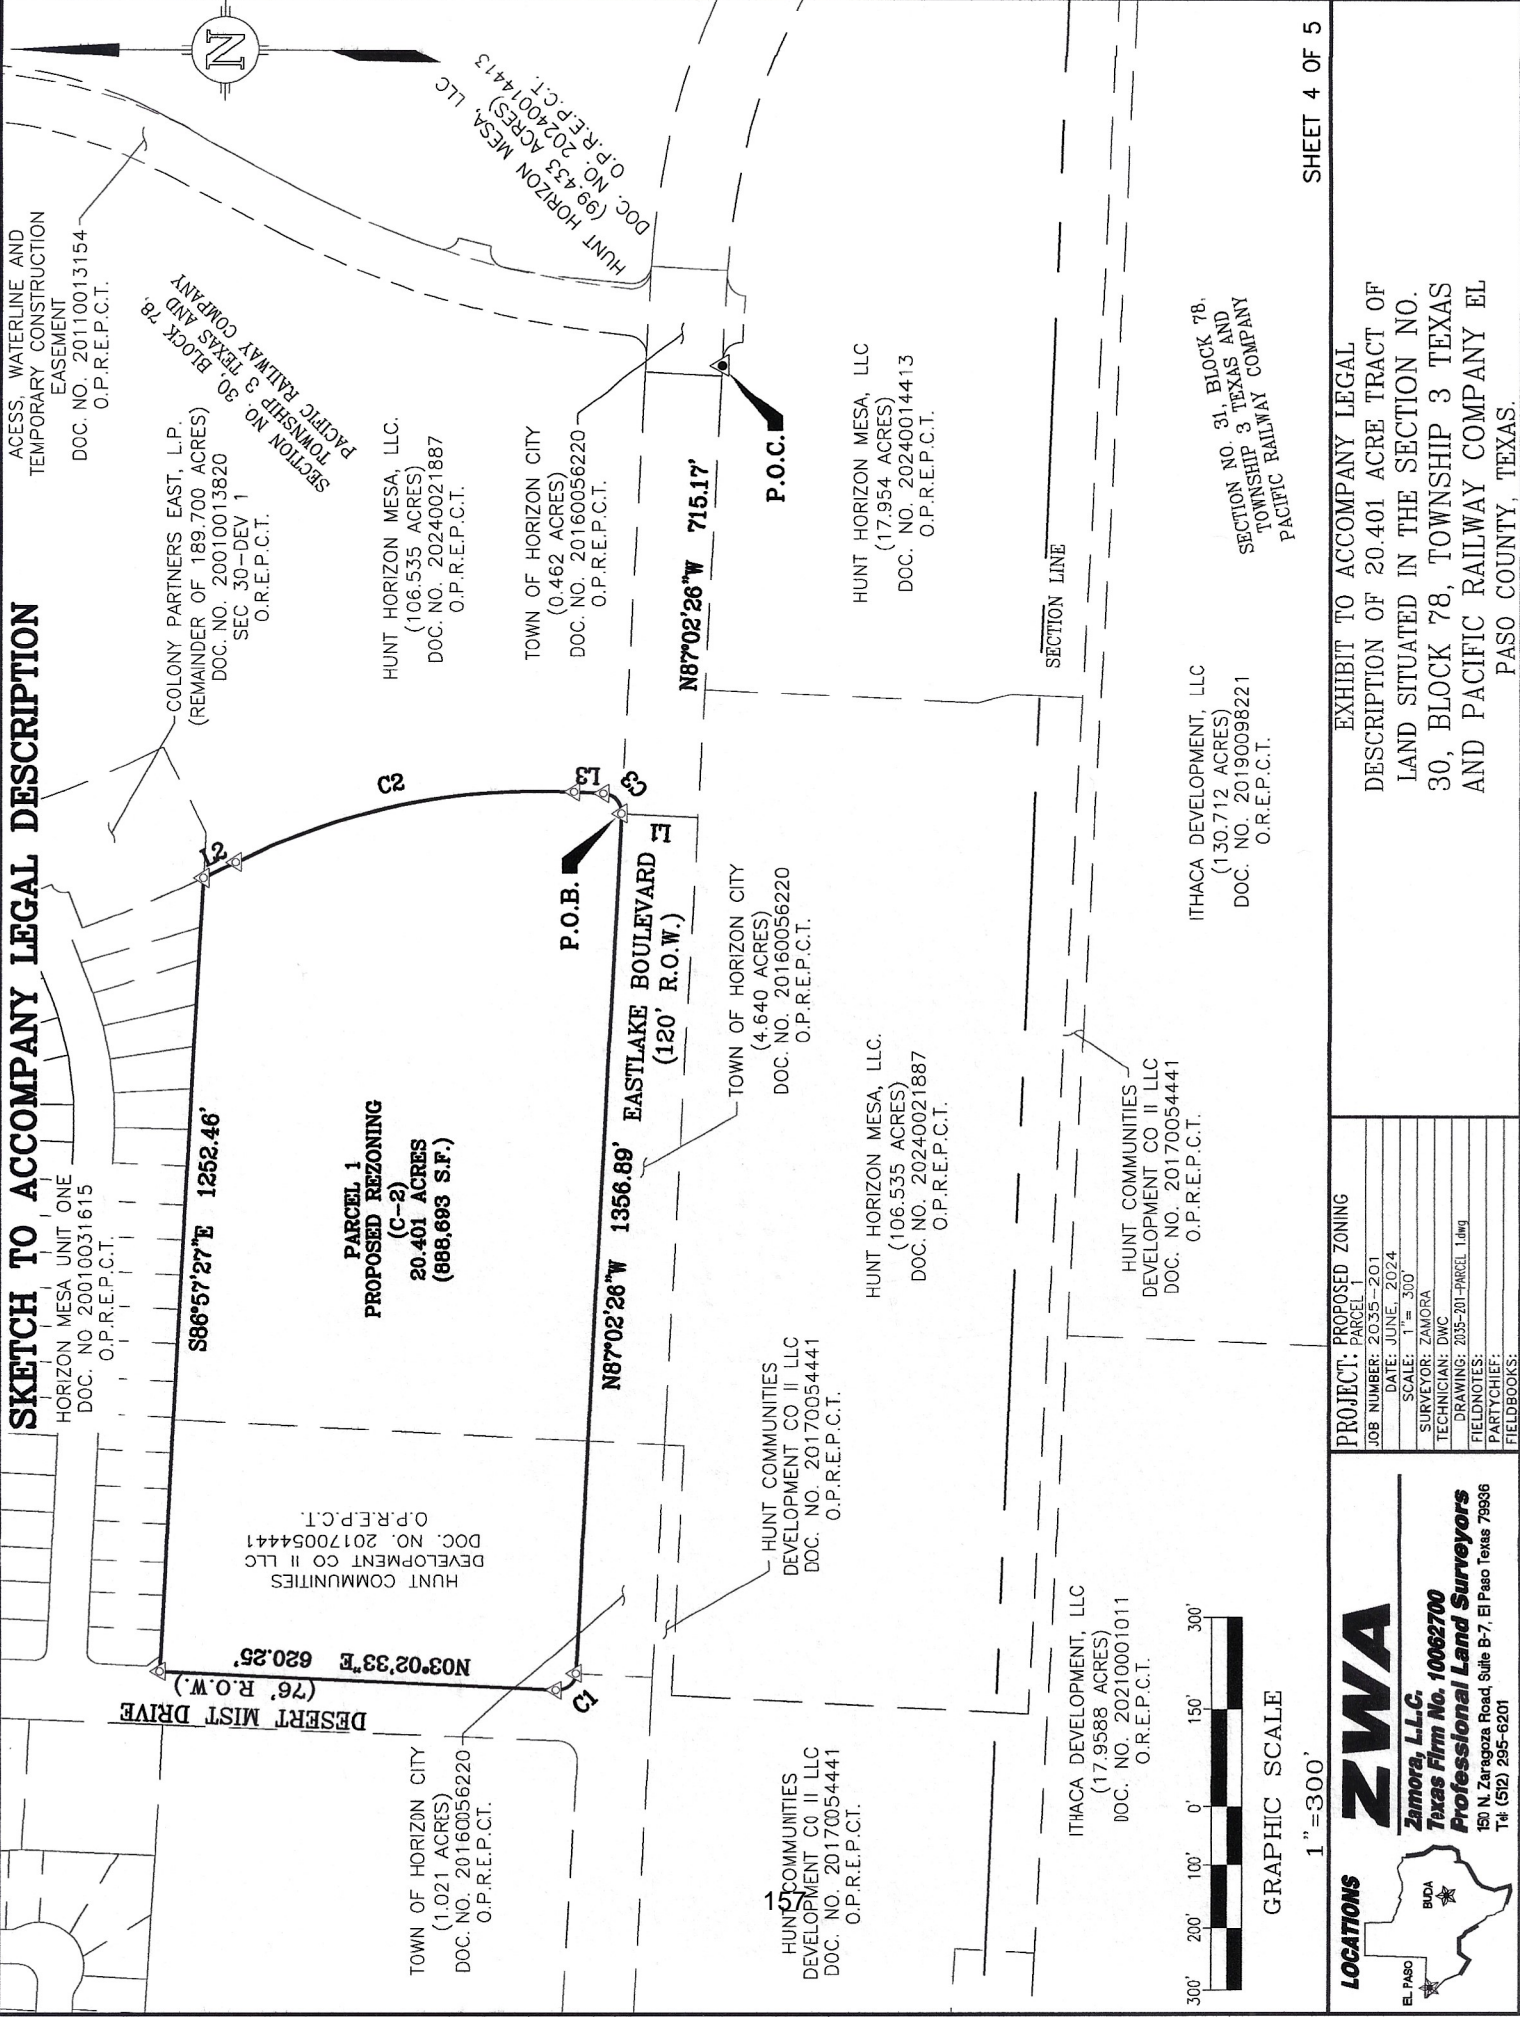 SKETCH TO ACCOMPANY LEGAL DESCRIPTION
HORIZON MESA UNIT ONE
DOC. NO 20010031615
O.P.R.E.P.C.T.
ACESS, WATERLINE AND
TEMPORARY CONSTRUCTION
EASEMENT
DOC. NO. 20110013154
O.P.R.E.P.C.T.
N
COLONY PARTNERS EAST, L.P.
(REMAINDER OF 189.700 ACRES)
DOC. NO. 20010013820
SEC 30-DEV 1
O.R.E.P.C.T.
SECTION NO. 30, BLOCK 78,
TOWNSHIP 3 TEXAS AND
PACIFIC RAILWAY COMPANY
HUNT HORIZON MESA, LLC
(99.433 ACRES)
DOC. NO. 20240014413
O.P.R.E.P.C.T.
S86°57'27"E 1252.46'
L2
C2
L3
C3
L1
HUNT HORIZON MESA, LLC.
(106.535 ACRES)
DOC. NO. 20240021887
O.P.R.E.P.C.T.
TOWN OF HORIZON CITY
(0.462 ACRES)
DOC. NO. 20160056220
O.P.R.E.P.C.T.
PARCEL 1
PROPOSED REZONING
(C-2)
20.401 ACRES
(888,693 S.F.)
HUNT COMMUNITIES
DEVELOPMENT CO II LLC
DOC. NO. 20170054441
O.P.R.E.P.C.T.
DESERT MIST DRIVE
(76' R.O.W.)
N03°02'33"E 620.25'
C1
P.O.B.
N87°02'26"W 1356.89'
EASTLAKE BOULEVARD
(120' R.O.W.)
N87°02'26"W 715.17'
P.O.C.
TOWN OF HORIZON CITY
(1.021 ACRES)
DOC. NO. 20160056220
O.P.R.E.P.C.T.
TOWN OF HORIZON CITY
(4.640 ACRES)
DOC. NO. 20160056220
O.P.R.E.P.C.T.
HUNT COMMUNITIES
DEVELOPMENT CO II LLC
DOC. NO. 20170054441
O.P.R.E.P.C.T.
HUNT COMMUNITIES
DEVELOPMENT CO II LLC
DOC. NO. 20170054441
O.P.R.E.P.C.T.
157
HUNT HORIZON MESA, LLC.
(106.535 ACRES)
DOC. NO. 20240021887
O.P.R.E.P.C.T.
HUNT HORIZON MESA, LLC
(17.954 ACRES)
DOC. NO. 20240014413
O.P.R.E.P.C.T.
SECTION LINE
ITHACA DEVELOPMENT, LLC
(17.9588 ACRES)
DOC. NO. 20210001011
O.R.E.P.C.T.
HUNT COMMUNITIES
DEVELOPMENT CO II LLC
DOC. NO. 20170054441
O.P.R.E.P.C.T.
ITHACA DEVELOPMENT, LLC
(130.712 ACRES)
DOC. NO. 20190098221
O.R.E.P.C.T.
SECTION NO. 31, BLOCK 78,
TOWNSHIP 3 TEXAS AND
PACIFIC RAILWAY COMPANY
300' 200' 100' 0' 150' 300'
GRAPHIC SCALE
1"=300'
SHEET 4 OF 5
LOCATIONS
EL PASO
BUDA
ZWA
Zamora, L.L.C.
Texas Firm No. 10062700
Professional Land Surveyors
150 N. Zaragoza Road, Suite B-7, El Paso Texas 79936
Tel: (512) 295-6201
PROJECT: PROPOSED ZONING
PARCEL 1
JOB NUMBER: 2035-201
DATE: JUNE, 2024
SCALE: 1"= 300'
SURVEYOR: ZAMORA
TECHNICIAN: DWC
DRAWING: 2035-201-PARCEL 1.dwg
FIELDNOTES:
PARTYCHIEF:
FIELDBOOKS:
EXHIBIT TO ACCOMPANY LEGAL
DESCRIPTION OF 20.401 ACRE TRACT OF
LAND SITUATED IN THE SECTION NO.
30, BLOCK 78, TOWNSHIP 3 TEXAS
AND PACIFIC RAILWAY COMPANY EL
PASO COUNTY, TEXAS.